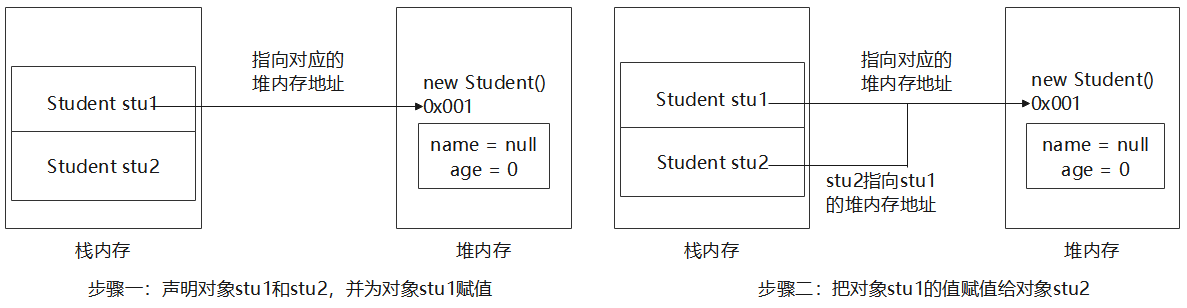 指向对应的
堆内存地址
Student stu1
Student stu2
new Student()
0x001
name = null
age = 0
栈内存
堆内存
步骤一：声明对象stu1和stu2，并为对象stu1赋值
指向对应的
堆内存地址
Student stu1
Student stu2
stu2指向stu1
的堆内存地址
new Student()
0x001
name = null
age = 0
栈内存
堆内存
步骤二：把对象stu1的值赋值给对象stu2